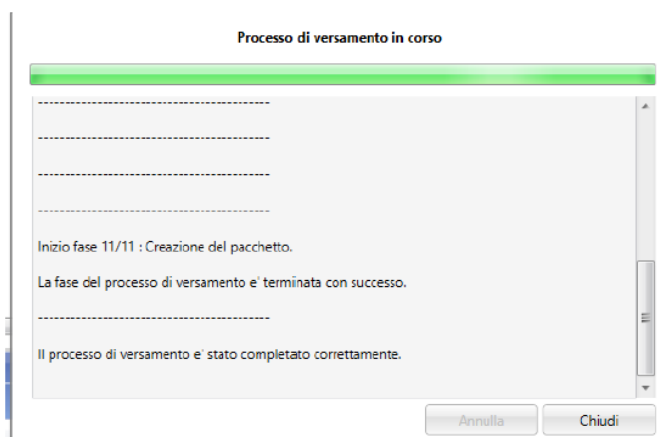 Processo di versamento in corso
--------------------------------------------
--------------------------------------------
--------------------------------------------
--------------------------------------------
Inizio fase 11/11 : Creazione del pacchetto.
La fase del processo di versamento e' terminata con successo.
--------------------------------------------
Il processo di versamento e' stato completato correttamente.
Annulla
Chiudi